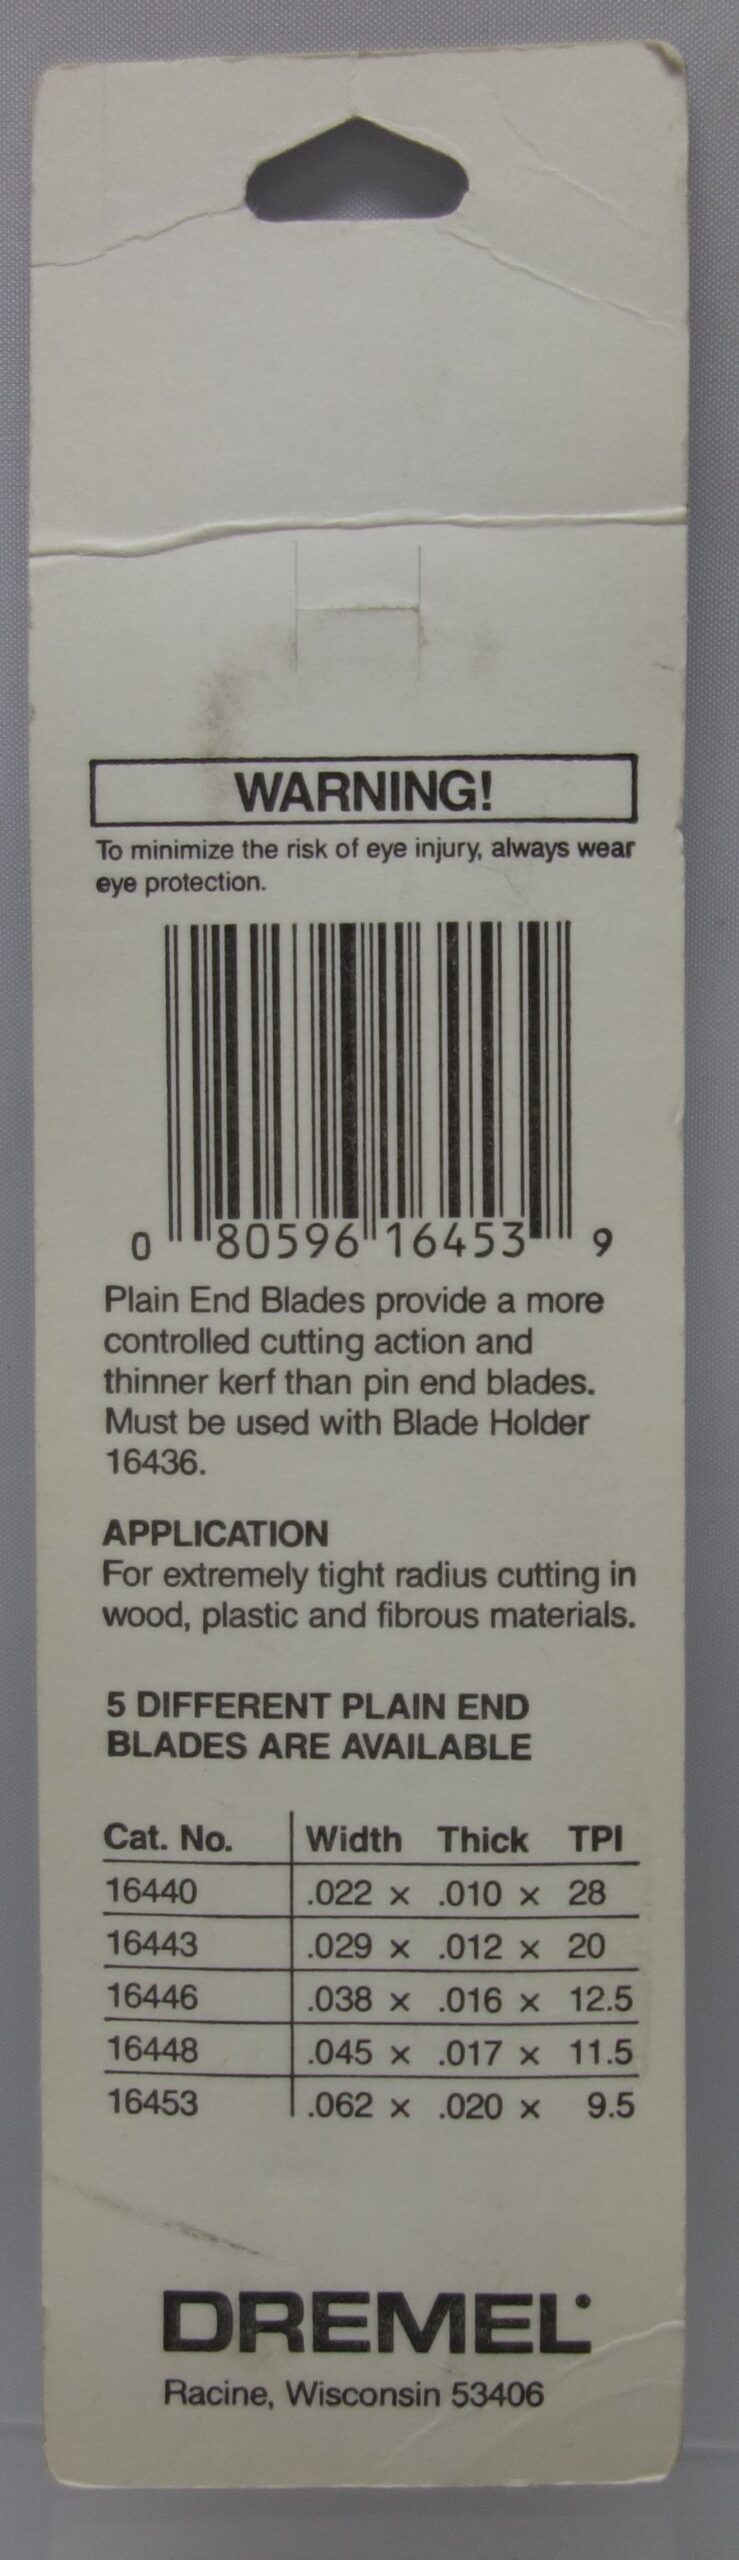 WARNING!
To minimize the risk of eye injury, always wear
eye protection.
0 80596 16453 9
Plain End Blades provide a more
controlled cutting action and
thinner kerf than pin end blades.
Must be used with Blade Holder
16436.
APPLICATION
For extremely tight radius cutting in
wood, plastic and fibrous materials.
5 DIFFERENT PLAIN END
BLADES ARE AVAILABLE
Cat. No. Width Thick TPI
16440 .022 × .010 × 28
16443 .029 × .012 × 20
16446 .038 × .016 × 12.5
16448 .045 × .017 × 11.5
16453 .062 × .020 × 9.5
DREMEL®
Racine, Wisconsin 53406